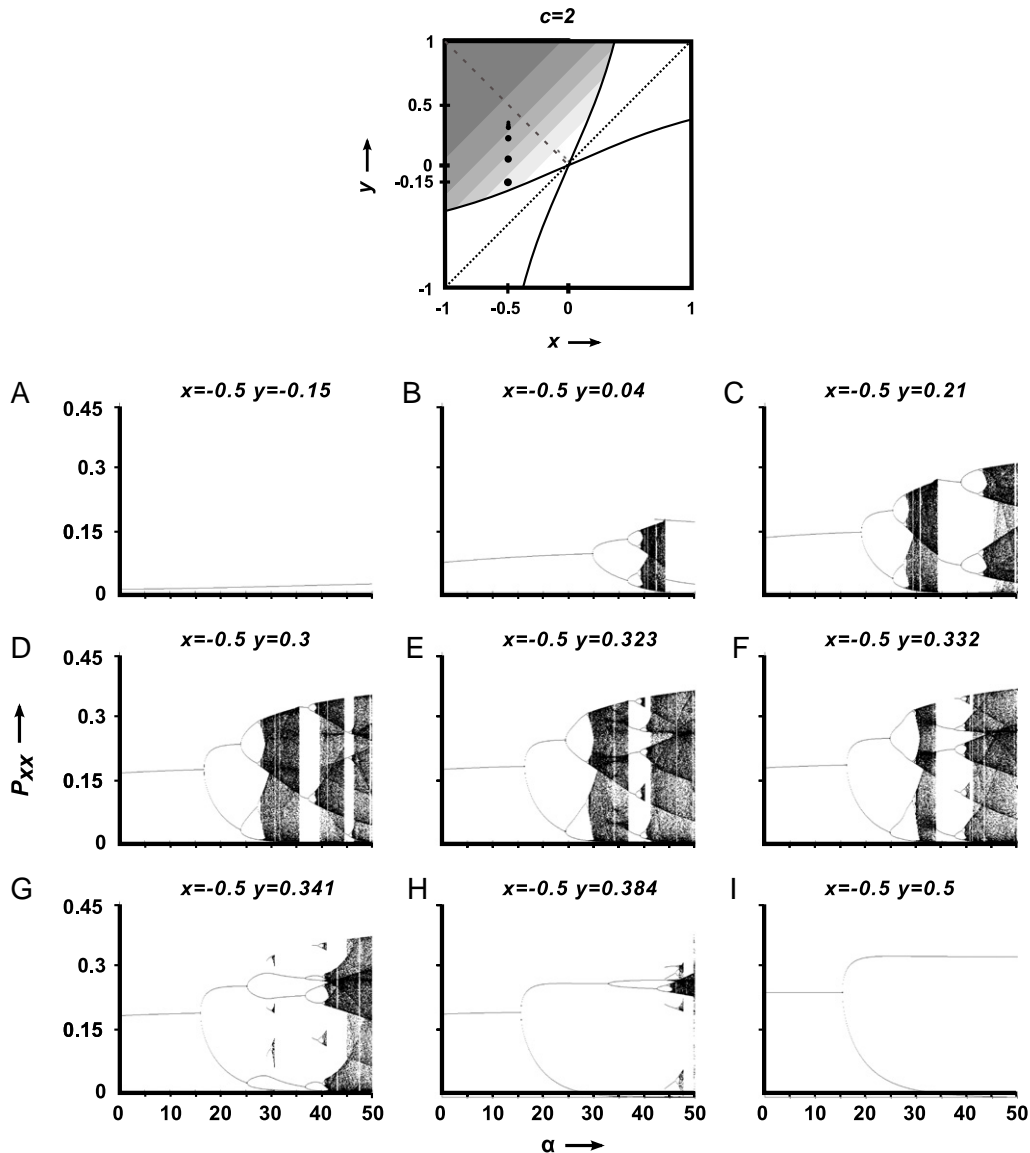 c=2
1
0.5
0
-0.15
-1
y
-1 -0.5 0 1
x
A x=-0.5 y=-0.15
B x=-0.5 y=0.04
C x=-0.5 y=0.21
0.45
0.3
0.15
0
D x=-0.5 y=0.3
E x=-0.5 y=0.323
F x=-0.5 y=0.332
0.45
0.3
0.15
0
PXX
G x=-0.5 y=0.341
H x=-0.5 y=0.384
I x=-0.5 y=0.5
0.45
0.3
0.15
0
0 10 20 30 40 50
0 10 20 30 40 50
0 10 20 30 40 50
α